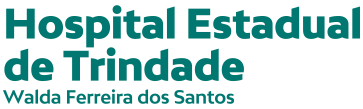 Hospital Estadual
de Trindade
Walda Ferreira dos Santos